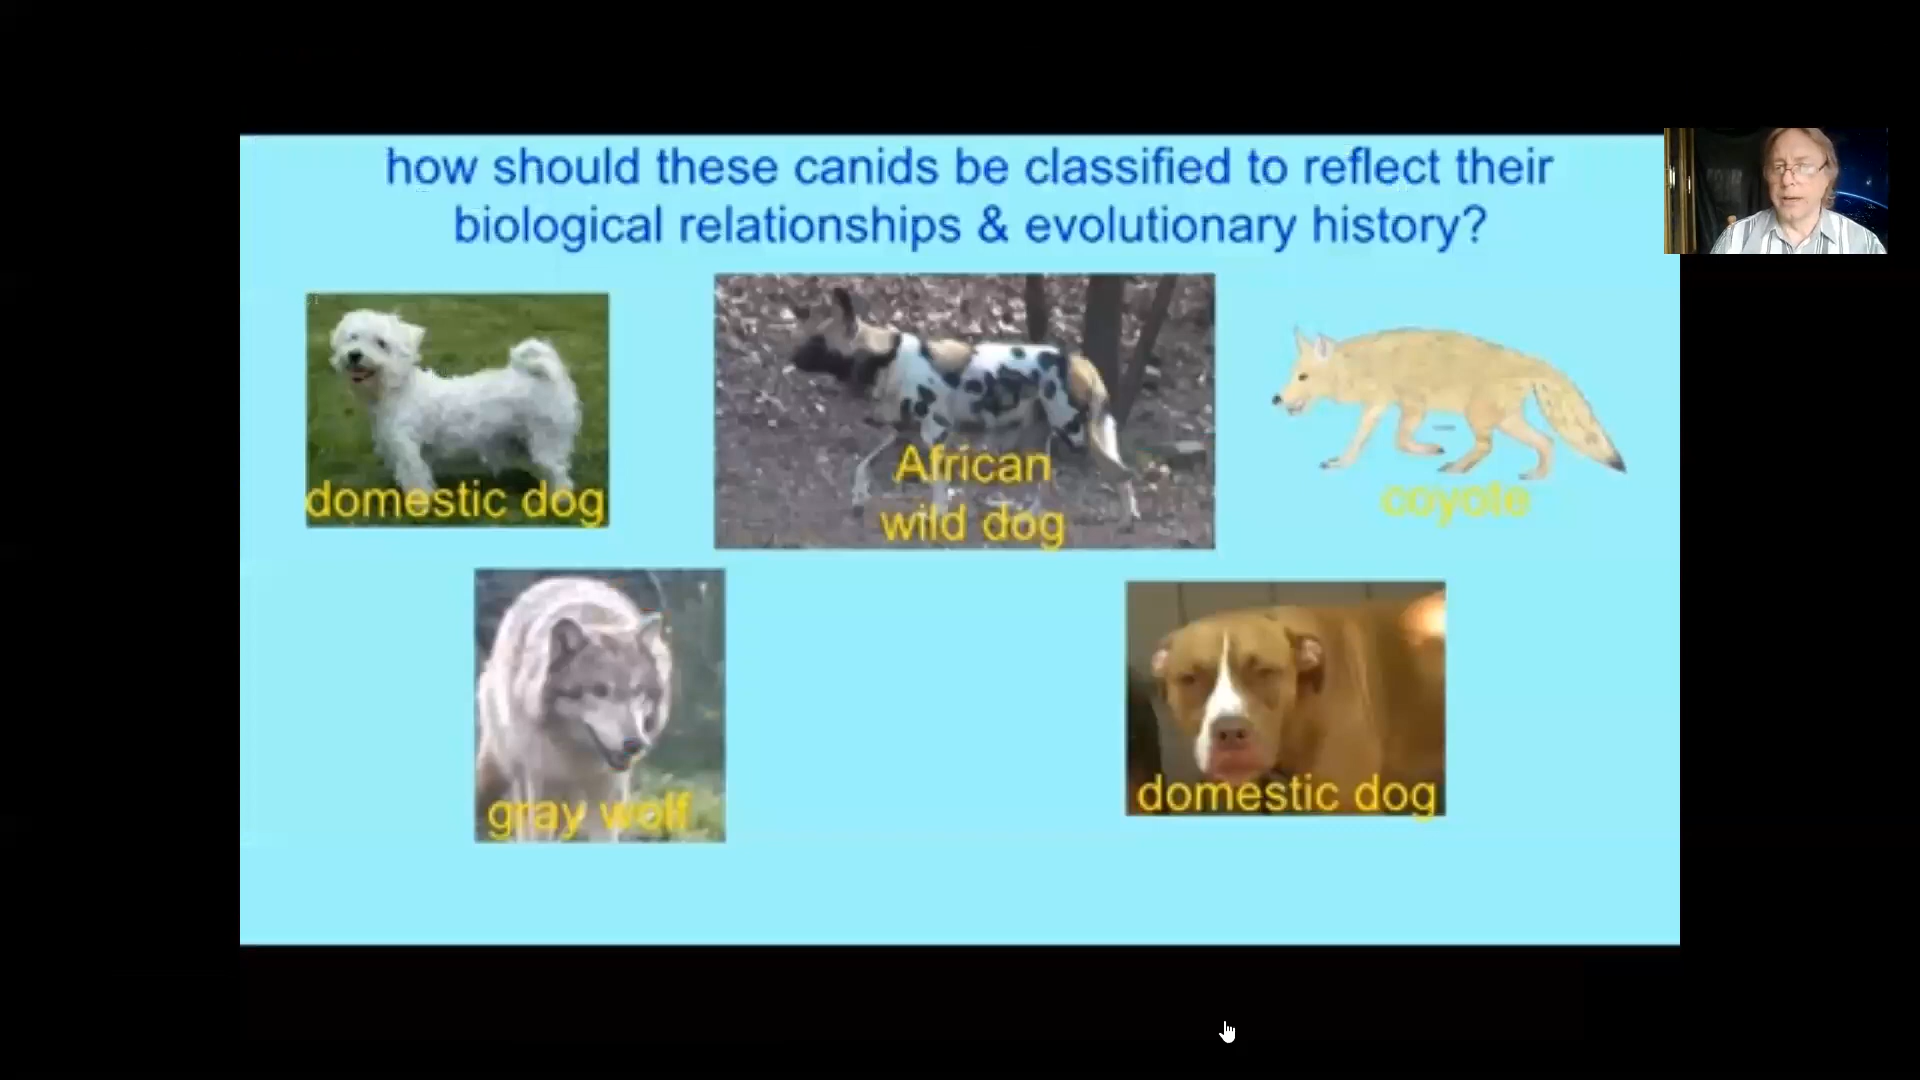 how should these canids be classified to reflect their
biological relationships & evolutionary history?
domestic dog
African
wild dog
coyote
gray wolf
domestic dog